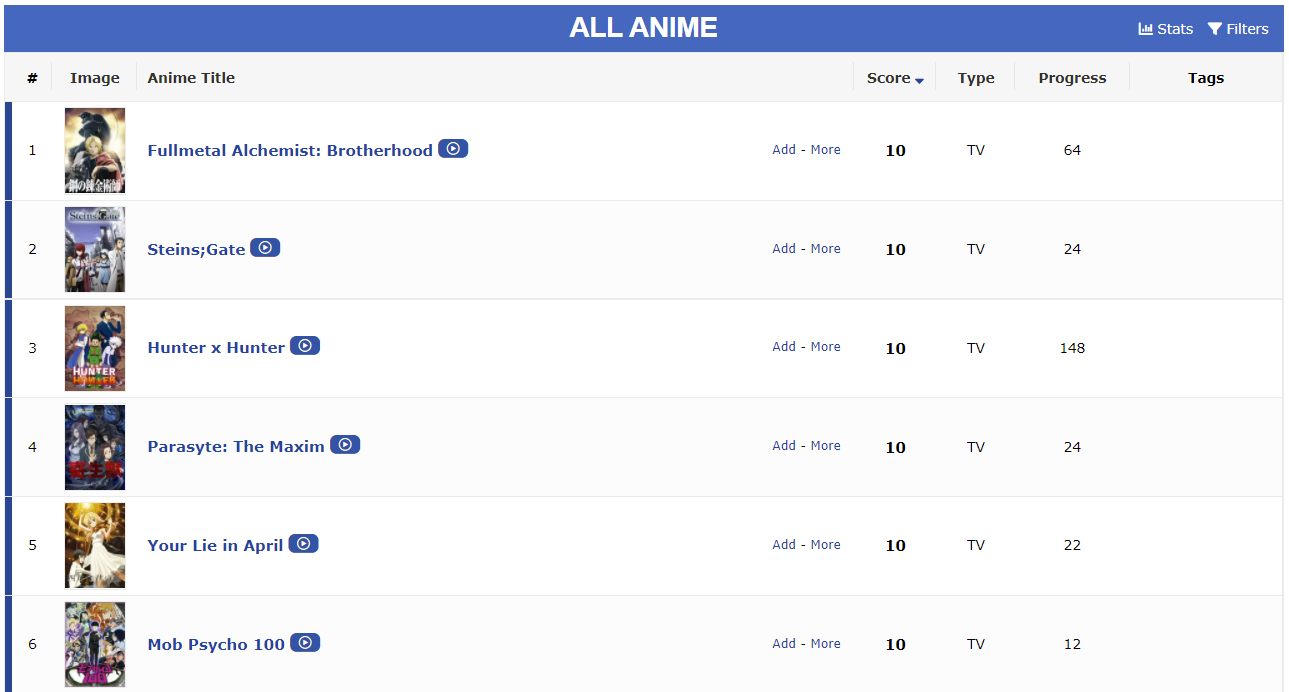 ALL ANIME
Stats Filters
# Image Anime Title Score Type Progress Tags
1 Fullmetal Alchemist: Brotherhood Add - More 10 TV 64
鋼の錬金術師
Steins;Gate
2 Steins;Gate Add - More 10 TV 24
3 Hunter x Hunter Add - More 10 TV 148
HUNTER
HUNTER
4 Parasyte: The Maxim Add - More 10 TV 24
寄生獣
5 Your Lie in April Add - More 10 TV 22
6 Mob Psycho 100 Add - More 10 TV 12